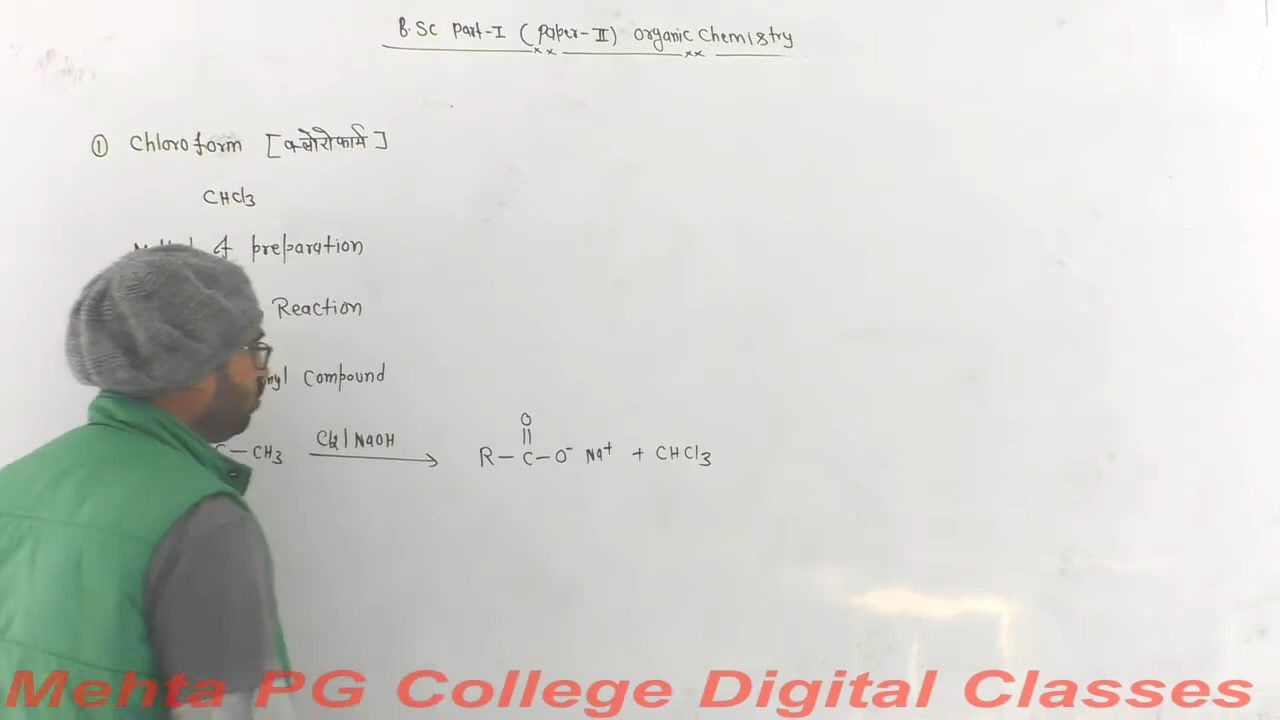 B.Sc Part-I (Paper-II) Organic Chemistry
① Chloroform [क्लोरोफार्म]
CHCl3
preparation
Reaction
Compound
C-CH3 Cl2/NaOH → R-C-O⁻ Na⁺ + CHCl3
O
Mehta PG College Digital Classes